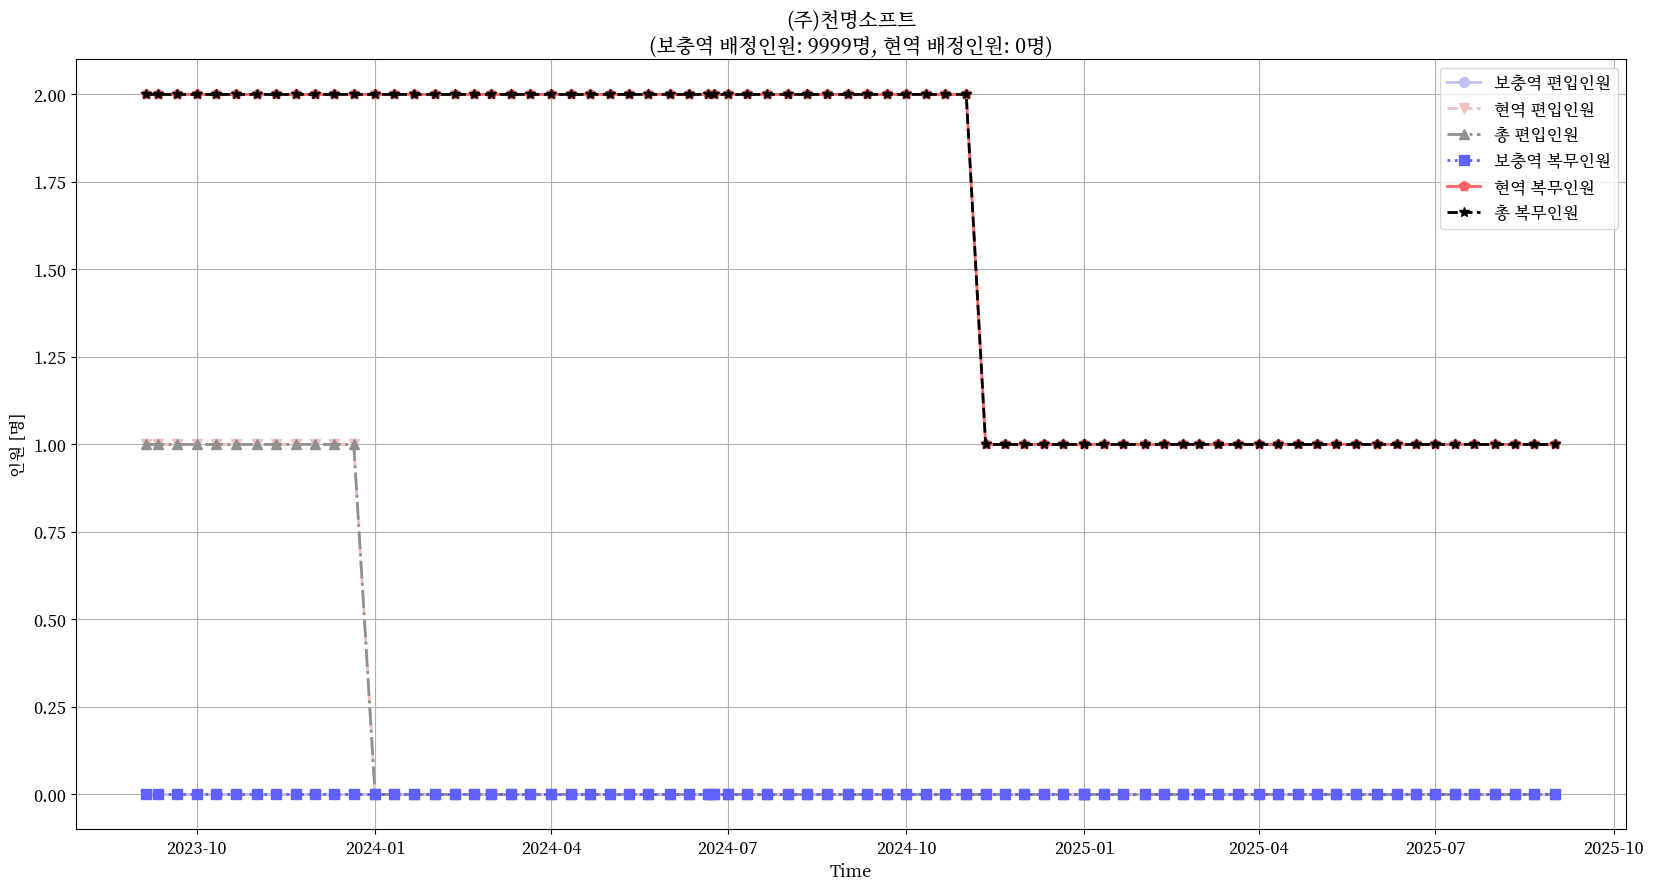 (주)천명소프트
(보충역 배정인원: 9999명, 현역 배정인원: 0명)
보충역 편입인원
현역 편입인원
총 편입인원
보충역 복무인원
현역 복무인원
총 복무인원
인원 [명]
2.00
1.75
1.50
1.25
1.00
0.75
0.50
0.25
0.00
2023-10
2024-01
2024-04
2024-07
2024-10
2025-01
2025-04
2025-07
2025-10
Time